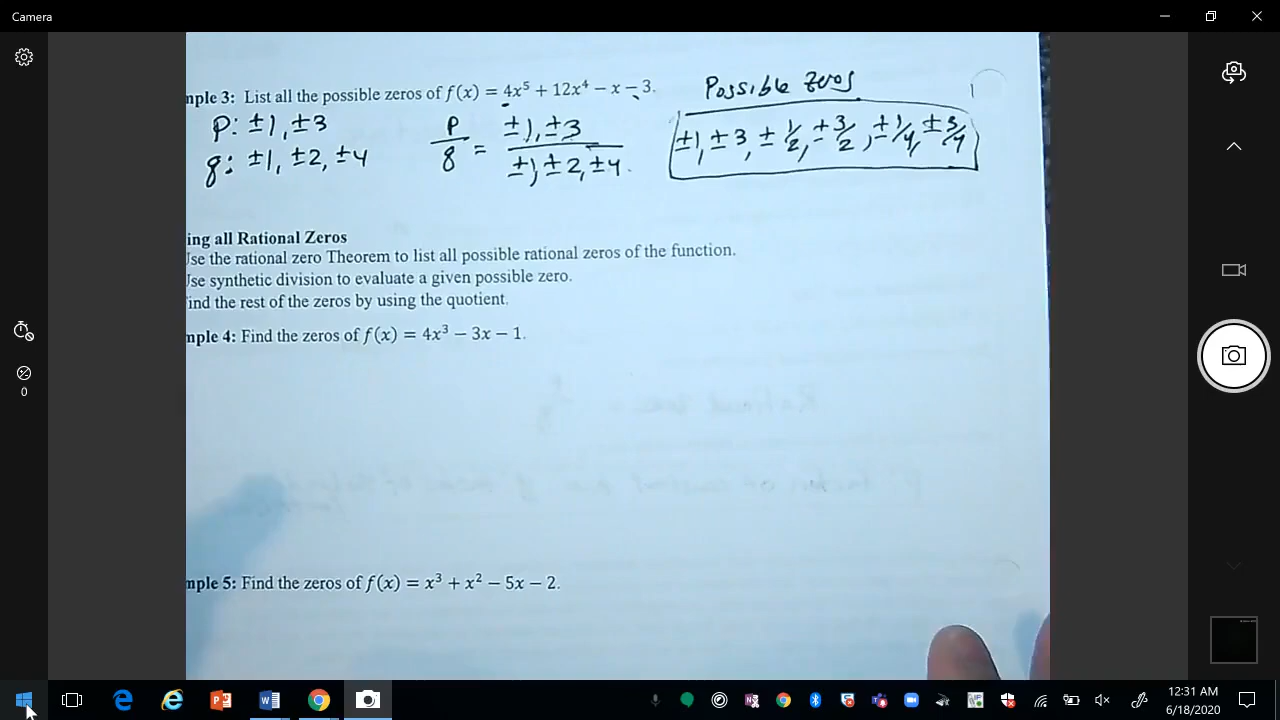 Camera
mple 3: List all the possible zeros of f(x) = 4x⁵ + 12x⁴ − x − 3.
Possible zeros
p: ±1, ±3
q: ±1, ±2, ±4
p/q = ±1, ±3 / ±1, ±2, ±4
±1, ±3, ±1/2, ±3/2, ±1/4, ±3/4
ing all Rational Zeros
Use the rational zero Theorem to list all possible rational zeros of the function.
Use synthetic division to evaluate a given possible zero.
ind the rest of the zeros by using the quotient.
mple 4: Find the zeros of f(x) = 4x³ − 3x − 1.
mple 5: Find the zeros of f(x) = x³ + x² − 5x − 2.
0
12:31 AM
6/18/2020